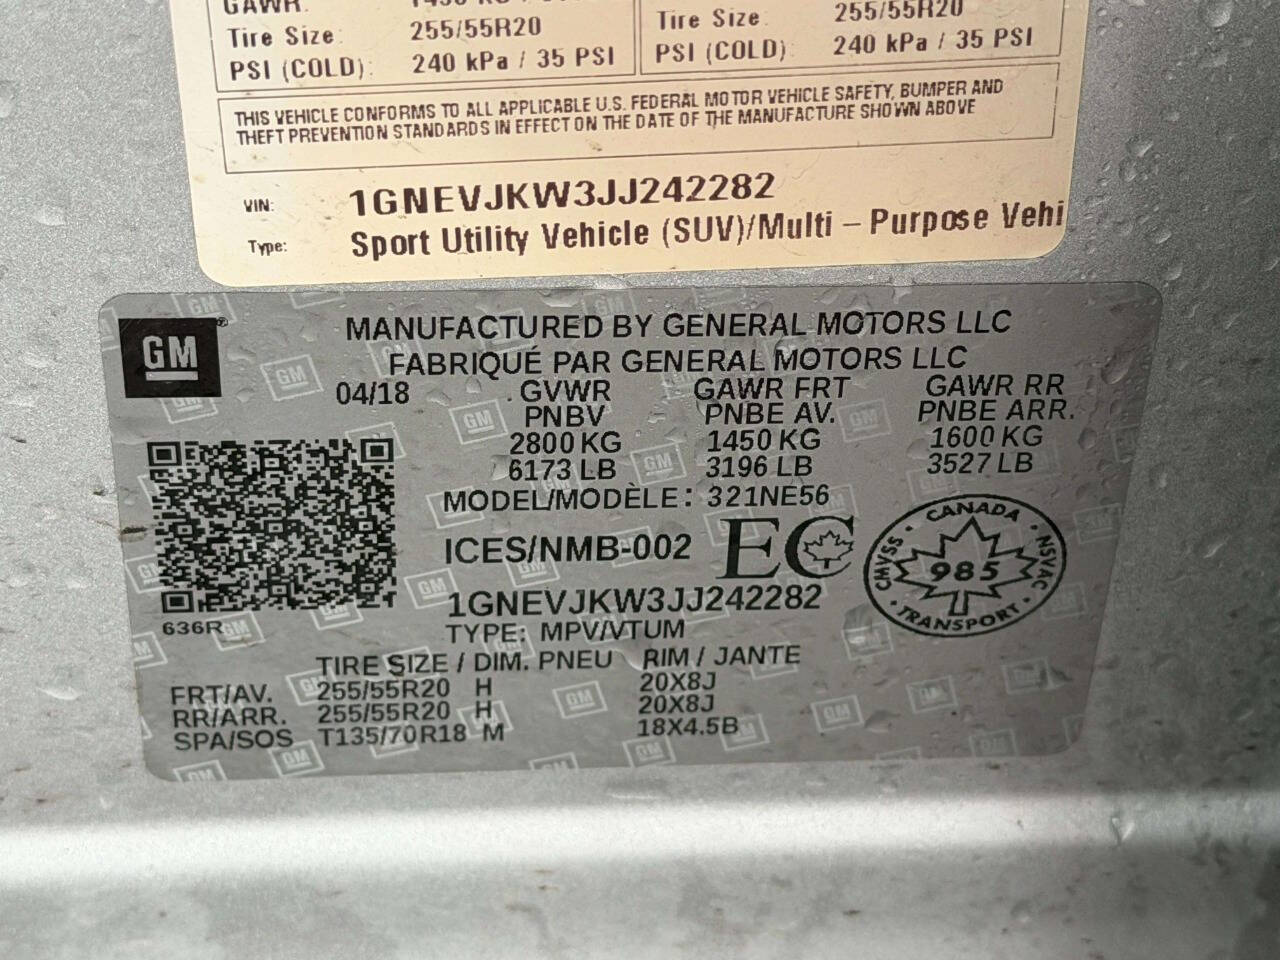 GAWR:
Tire Size: 255/55R20 Tire Size: 255/55R20
PSI (COLD): 240 kPa / 35 PSI PSI (COLD): 240 kPa / 35 PSI
THIS VEHICLE CONFORMS TO ALL APPLICABLE U.S. FEDERAL MOTOR VEHICLE SAFETY, BUMPER AND
THEFT PREVENTION STANDARDS IN EFFECT ON THE DATE OF THE MANUFACTURE SHOWN ABOVE
VIN: 1GNEVJKW3JJ242282
Type: Sport Utility Vehicle (SUV)/Multi – Purpose Vehi
GM®
MANUFACTURED BY GENERAL MOTORS LLC
FABRIQUÉ PAR GENERAL MOTORS LLC
04/18 GVWR GAWR FRT GAWR RR
PNBV PNBE AV. PNBE ARR.
2800 KG 1450 KG 1600 KG
6173 LB 3196 LB 3527 LB
MODEL/MODÈLE: 321NE56
ICES/NMB-002 EC
CANADA
CMVSS 985 NSVAC
TRANSPORT
1GNEVJKW3JJ242282
636R
TYPE: MPV/VTUM
TIRE SIZE / DIM. PNEU RIM / JANTE
FRT/AV. 255/55R20 H 20X8J
RR/ARR. 255/55R20 H 20X8J
SPA/SOS T135/70R18 M 18X4.5B